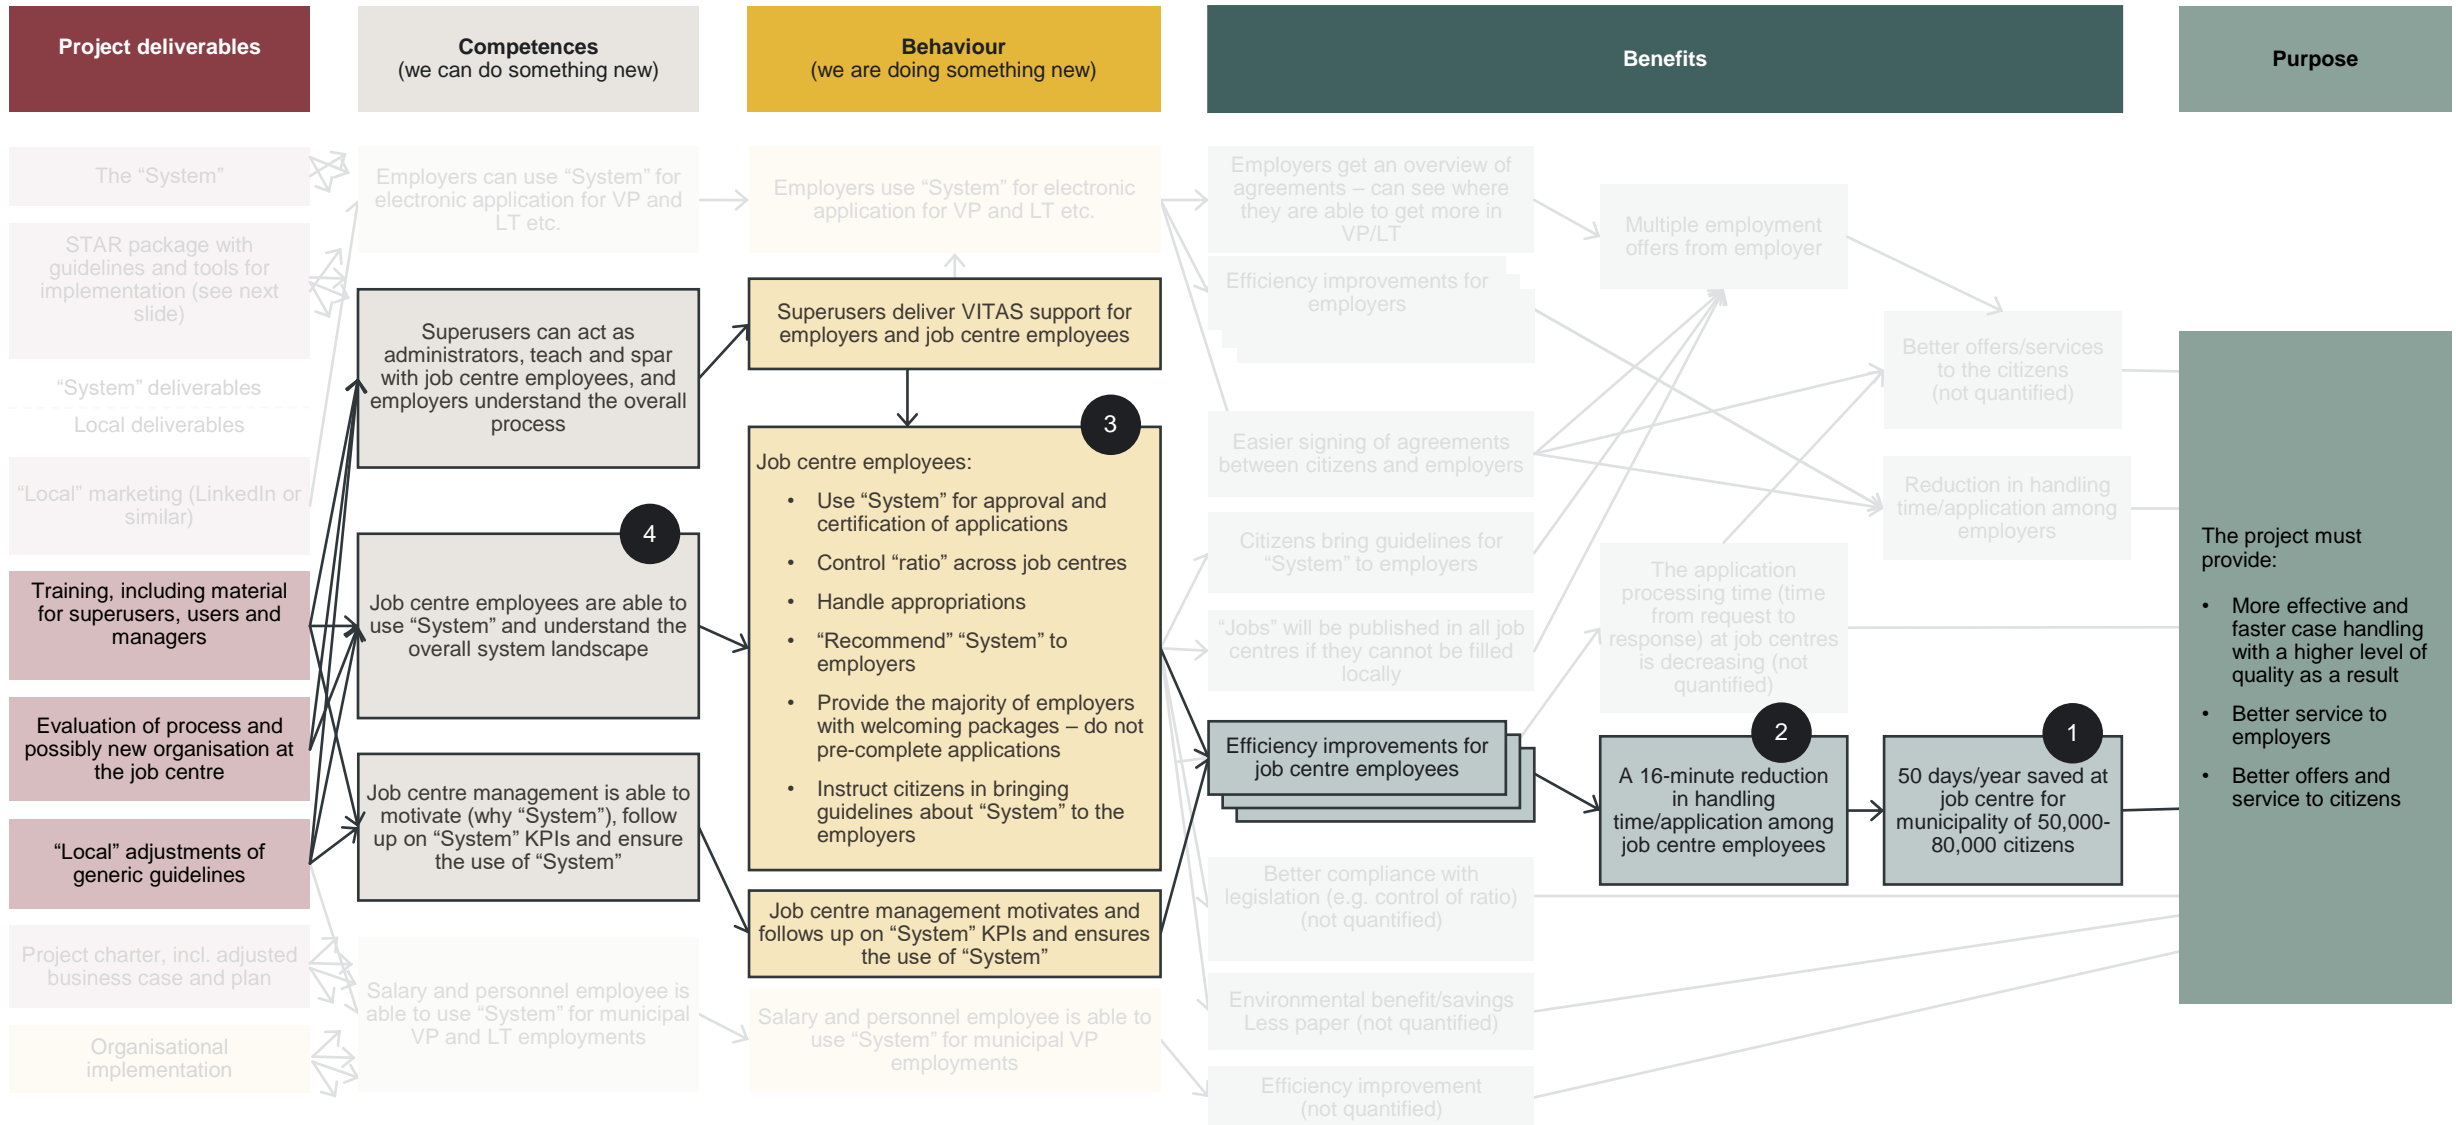 Project deliverables
Competences
(we can do something new)
Behaviour
(we are doing something new)
Benefits
Purpose
The “System”
STAR package with
guidelines and tools for
implementation (see next
slide)
“System” deliverables
Local deliverables
“Local” marketing (LinkedIn or
similar)
Training, including material
for superusers, users and
managers
Evaluation of process and
possibly new organisation at
the job centre
“Local” adjustments of
generic guidelines
Project charter, incl. adjusted
business case and plan
Organisational
implementation
Employers can use “System” for
electronic application for VP and
LT etc.
Superusers can act as
administrators, teach and spar
with job centre employees, and
employers understand the overall
process
4
Job centre employees are able to
use “System” and understand the
overall system landscape
Job centre management is able to
motivate (why “System”), follow
up on “System” KPIs and ensure
the use of “System”
Salary and personnel employee is
able to use “System” for municipal
VP and LT employments
Employers use “System” for electronic
application for VP and LT etc.
Superusers deliver VITAS support for
employers and job centre employees
3
Job centre employees:
• Use “System” for approval and
certification of applications
• Control “ratio” across job centres
• Handle appropriations
• “Recommend” “System” to
employers
• Provide the majority of employers
with welcoming packages – do not
pre-complete applications
• Instruct citizens in bringing
guidelines about “System” to the
employers
Job centre management motivates and
follows up on “System” KPIs and ensures
the use of “System”
Salary and personnel employee is able to
use “System” for municipal VP
employments
Employers get an overview of
agreements – can see where
they are able to get more in
VP/LT
Efficiency improvements for
employers
Easier signing of agreements
between citizens and employers
Citizens bring guidelines for
“System” to employers
“Jobs” will be published in all job
centres if they cannot be filled
locally
Efficiency improvements for
job centre employees
Better compliance with
legislation (e.g. control of ratio)
(not quantified)
Environmental benefit/savings
Less paper (not quantified)
Efficiency improvement
(not quantified)
Multiple employment
offers from employer
The application
processing time (time
from request to
response) at job centres
is decreasing (not
quantified)
2
A 16-minute reduction
in handling
time/application among
job centre employees
Better offers/services
to the citizens
(not quantified)
Reduction in handling
time/application among
employers
1
50 days/year saved at
job centre for
municipality of 50,000-
80,000 citizens
The project must
provide:
• More effective and
faster case handling
with a higher level of
quality as a result
• Better service to
employers
• Better offers and
service to citizens